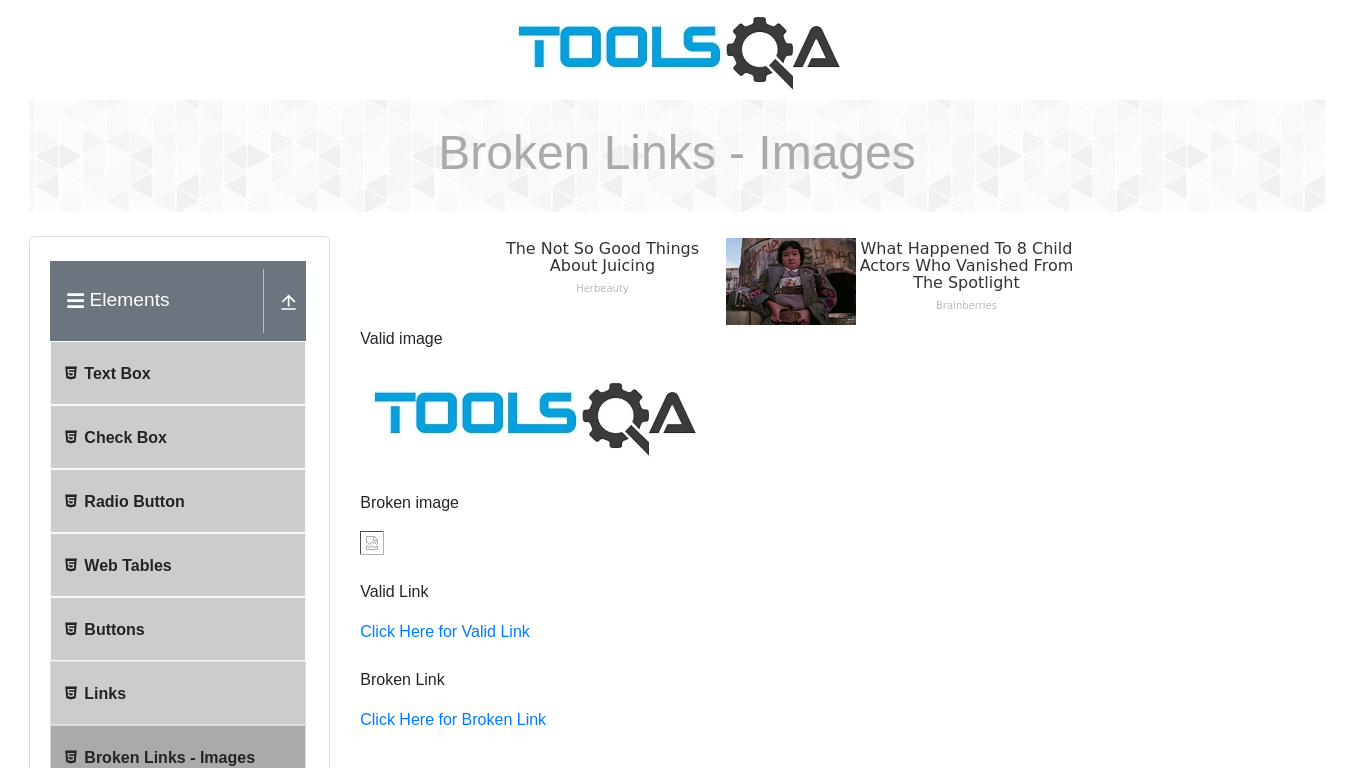 TOOLSQA
Broken Links - Images
Elements
Text Box
Check Box
Radio Button
Web Tables
Buttons
Links
Broken Links - Images
The Not So Good Things
About Juicing
Herbeauty
What Happened To 8 Child
Actors Who Vanished From
The Spotlight
Brainberries
Valid image
TOOLSQA
Broken image
Valid Link
Click Here for Valid Link
Broken Link
Click Here for Broken Link